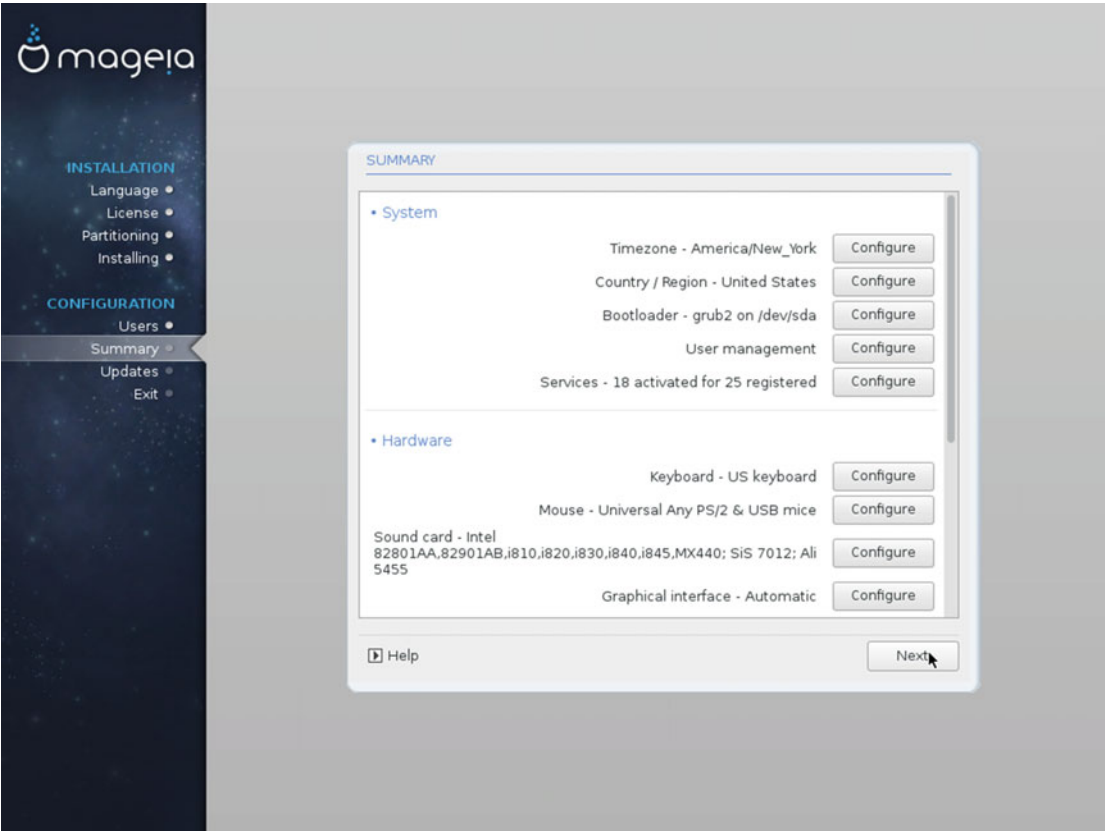 mageia
INSTALLATION
Language
License
Partitioning
Installing
CONFIGURATION
Users
Summary
Updates
Exit
SUMMARY
• System
Timezone - America/New_York Configure
Country / Region - United States Configure
Bootloader - grub2 on /dev/sda Configure
User management Configure
Services - 18 activated for 25 registered Configure
• Hardware
Keyboard - US keyboard Configure
Mouse - Universal Any PS/2 & USB mice Configure
Sound card - Intel
82801AA,82901AB,i810,i820,i830,i840,i845,MX440; SiS 7012; Ali Configure
5455
Graphical interface - Automatic Configure
Help Next